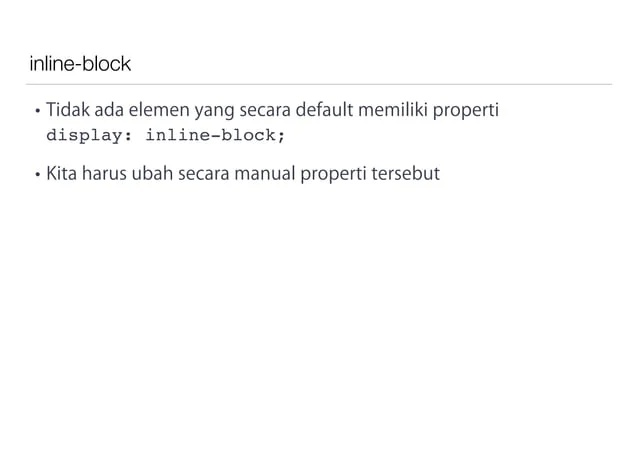 inline-block
• Tidak ada elemen yang secara default memiliki properti
display: inline-block;
• Kita harus ubah secara manual properti tersebut